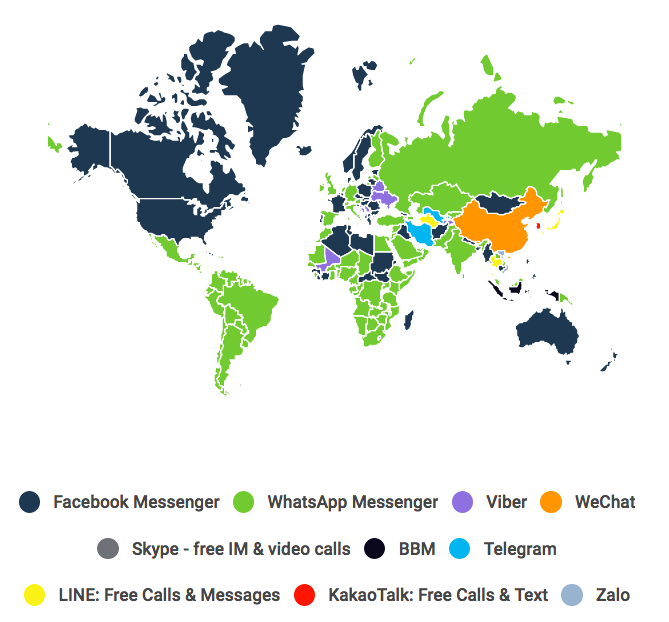 Facebook Messenger WhatsApp Messenger Viber WeChat
Skype - free IM & video calls BBM Telegram
LINE: Free Calls & Messages KakaoTalk: Free Calls & Text Zalo